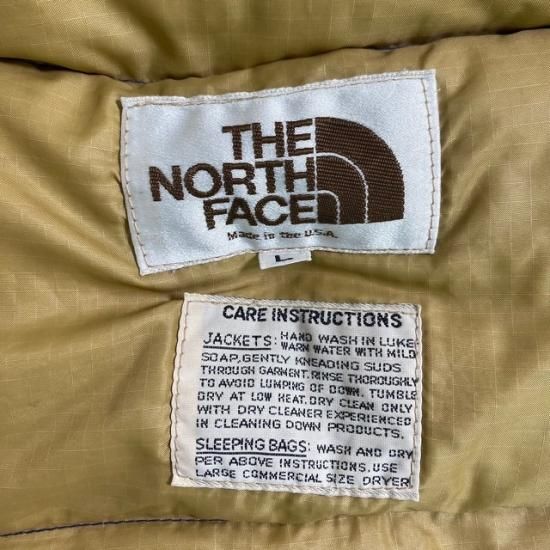 THE
NORTH
FACE
Made in the U.S.A.
L
CARE INSTRUCTIONS
JACKETS: HAND WASH IN LUKE-
WARM WATER WITH MILD
SOAP, GENTLY KNEADING SUDS
THROUGH GARMENT. RINSE THOROUGHLY
TO AVOID LUMPING OF DOWN. TUMBLE
DRY AT LOW HEAT. DRY CLEAN ONLY
WITH DRY CLEANER EXPERIENCED
IN CLEANING DOWN PRODUCTS.
SLEEPING BAGS: WASH AND DRY
PER ABOVE INSTRUCTIONS. USE
LARGE COMMERCIAL SIZE DRYER